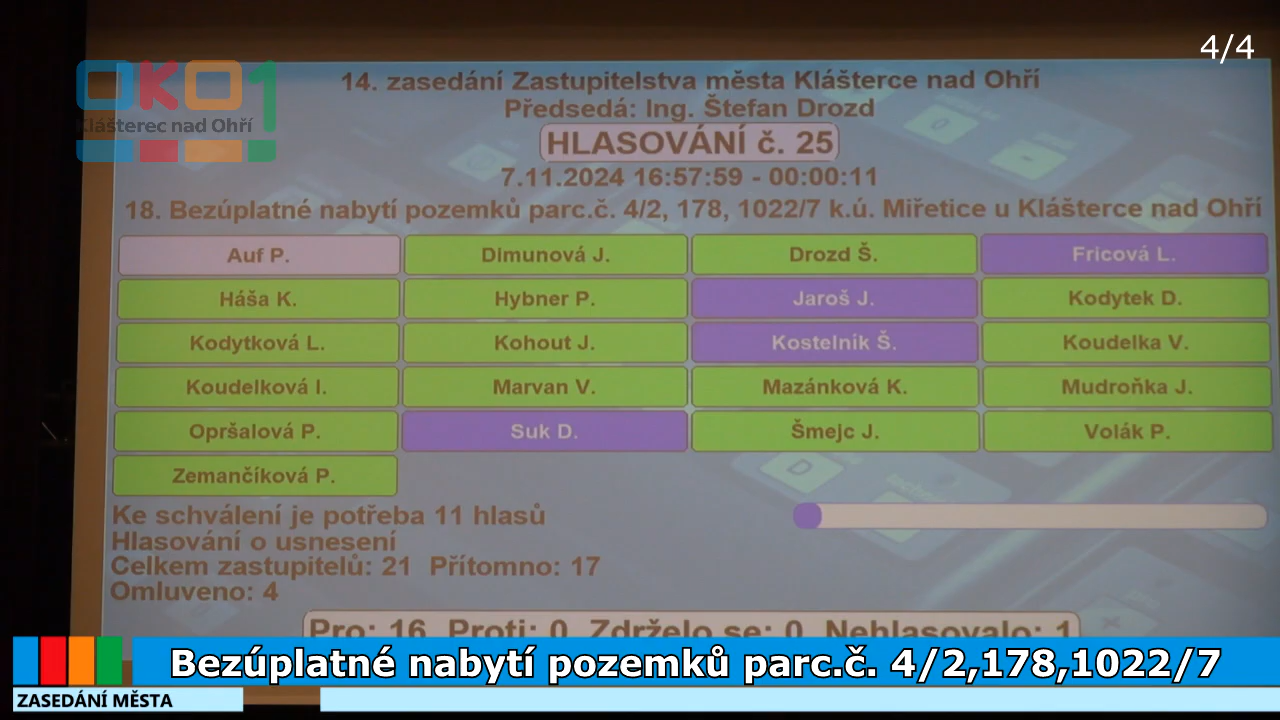 4/4
OKO1
Klášterec nad Ohří
14. zasedání Zastupitelstva města Klášterce nad Ohří
Předsedá: Ing. Štefan Drozd
HLASOVÁNÍ č. 25
7.11.2024 16:57:59 - 00:00:11
18. Bezúplatné nabytí pozemků parc.č. 4/2, 178, 1022/7 k.ú. Miřetice u Klášterce nad Ohří
Auf P. Dimunová J. Drozd Š. Fricová L.
Háša K. Hybner P. Jaroš J. Kodytek D.
Kodytková L. Kohout J. Kostelník Š. Koudelka V.
Koudelková I. Marvan V. Mazánková K. Mudroňka J.
Opršalová P. Suk D. Šmejc J. Volák P.
Zemančíková P.
Ke schválení je potřeba 11 hlasů
Hlasování o usnesení
Celkem zastupitelů: 21 Přítomno: 17
Omluveno: 4
Pro: 16 Proti: 0 Zdrželo se: 0 Nehlasovalo: 1
Bezúplatné nabytí pozemků parc.č. 4/2,178,1022/7
ZASEDÁNÍ MĚSTA